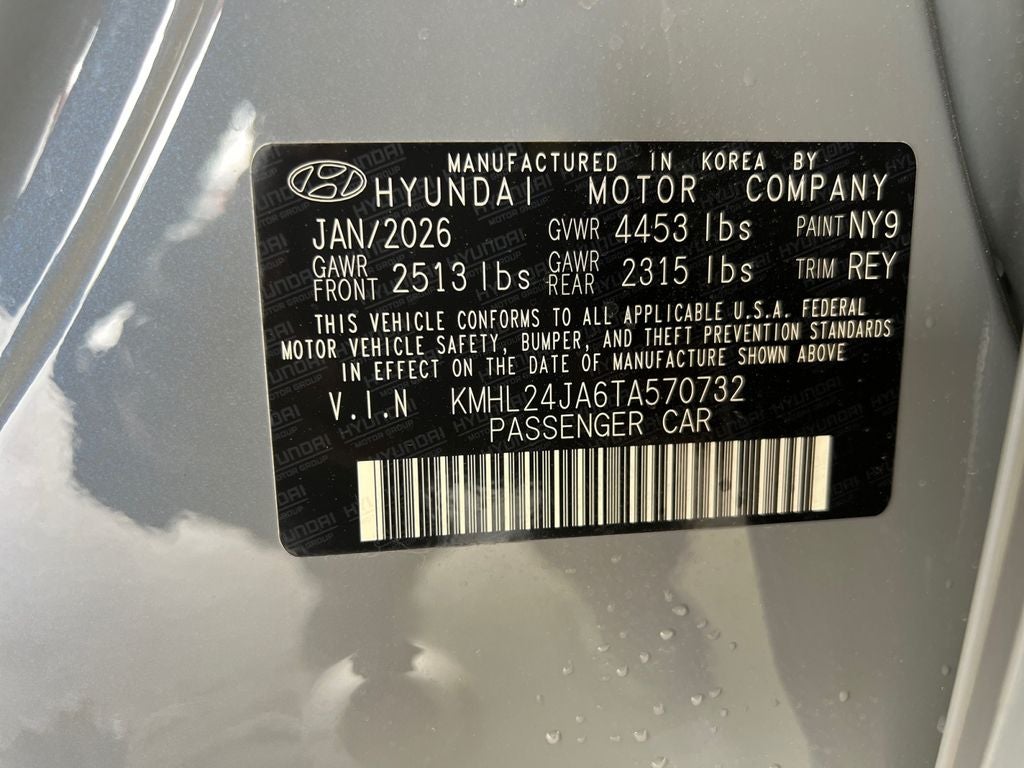 MANUFACTURED IN KOREA BY
HYUNDAI MOTOR COMPANY
JAN/2026 GVWR 4453 lbs PAINT NY9
GAWR FRONT 2513 lbs GAWR REAR 2315 lbs TRIM REY
THIS VEHICLE CONFORMS TO ALL APPLICABLE U.S.A. FEDERAL
MOTOR VEHICLE SAFETY, BUMPER, AND THEFT PREVENTION STANDARDS
IN EFFECT ON THE DATE OF MANUFACTURE SHOWN ABOVE
V.I.N KMHL24JA6TA570732
PASSENGER CAR